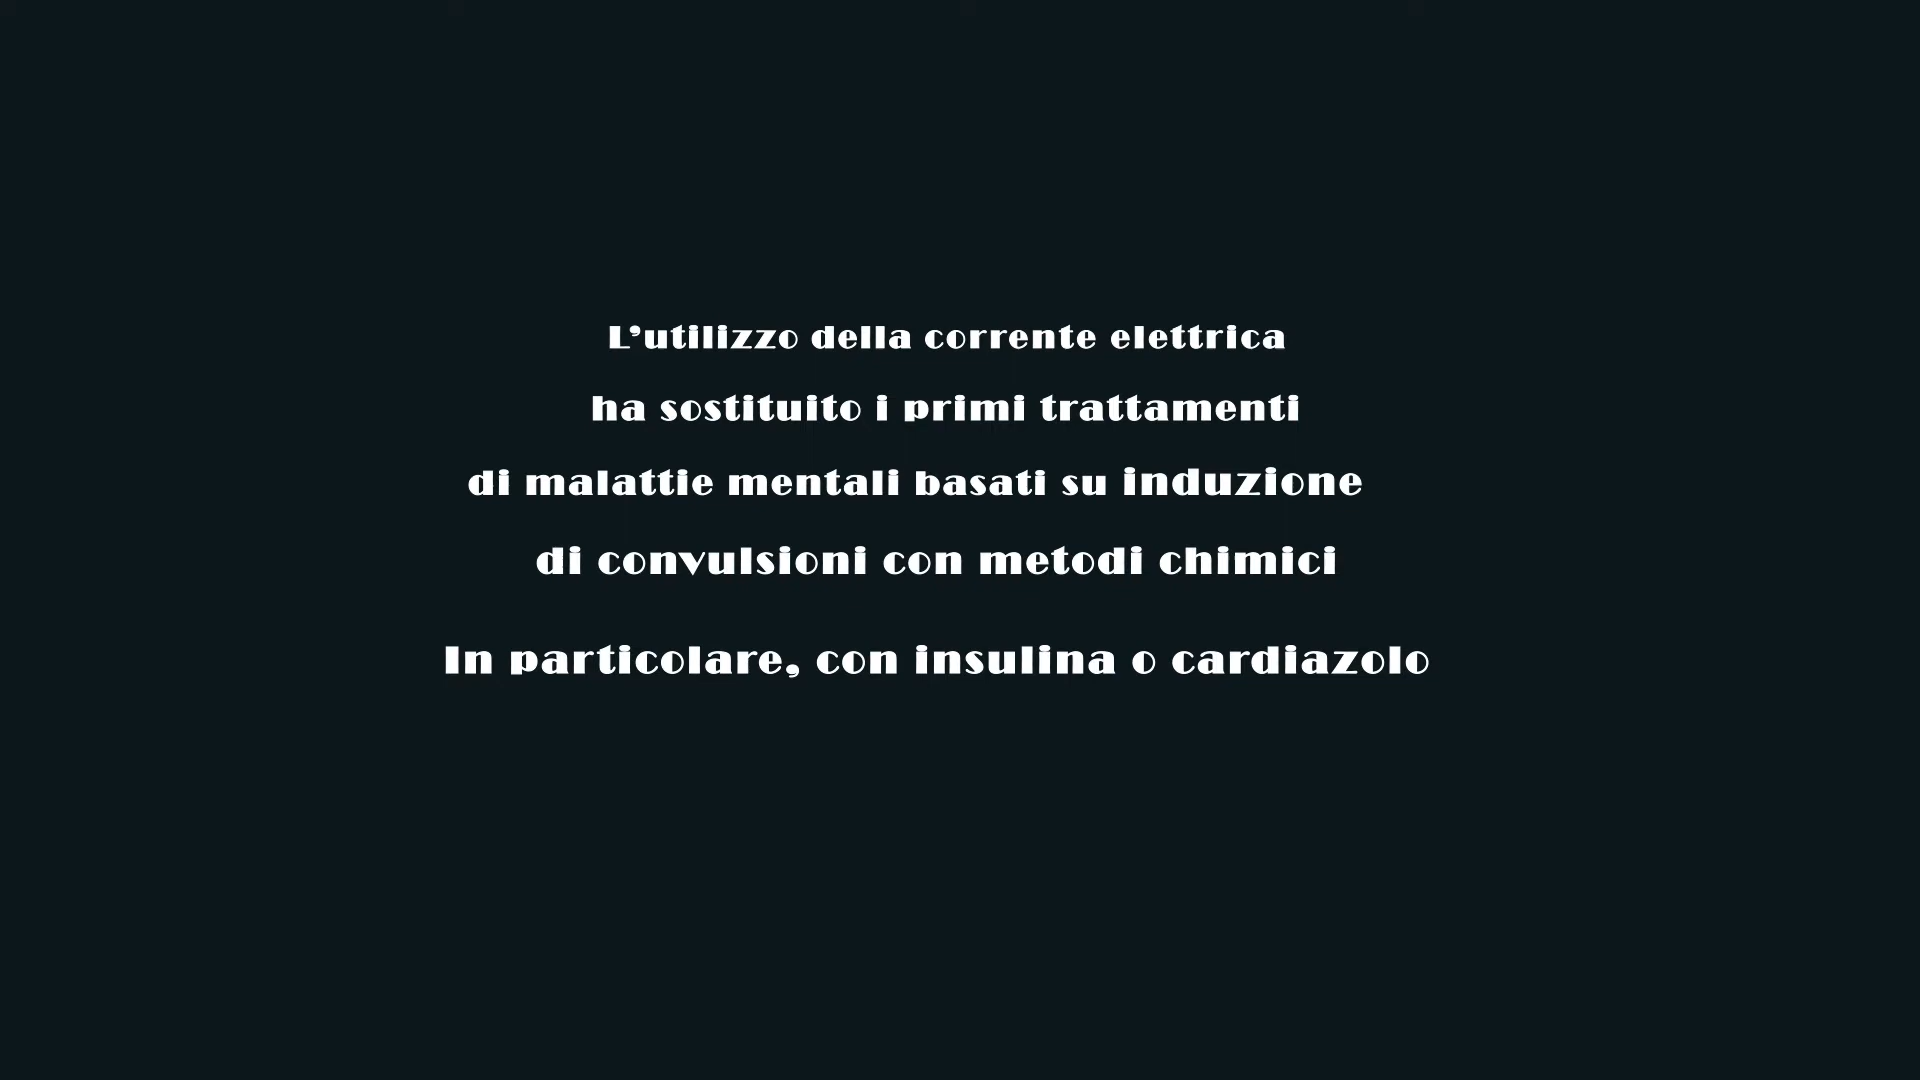 L’utilizzo della corrente elettrica
ha sostituito i primi trattamenti
di malattie mentali basati su induzione
di convulsioni con metodi chimici
In particolare, con insulina o cardiazolo